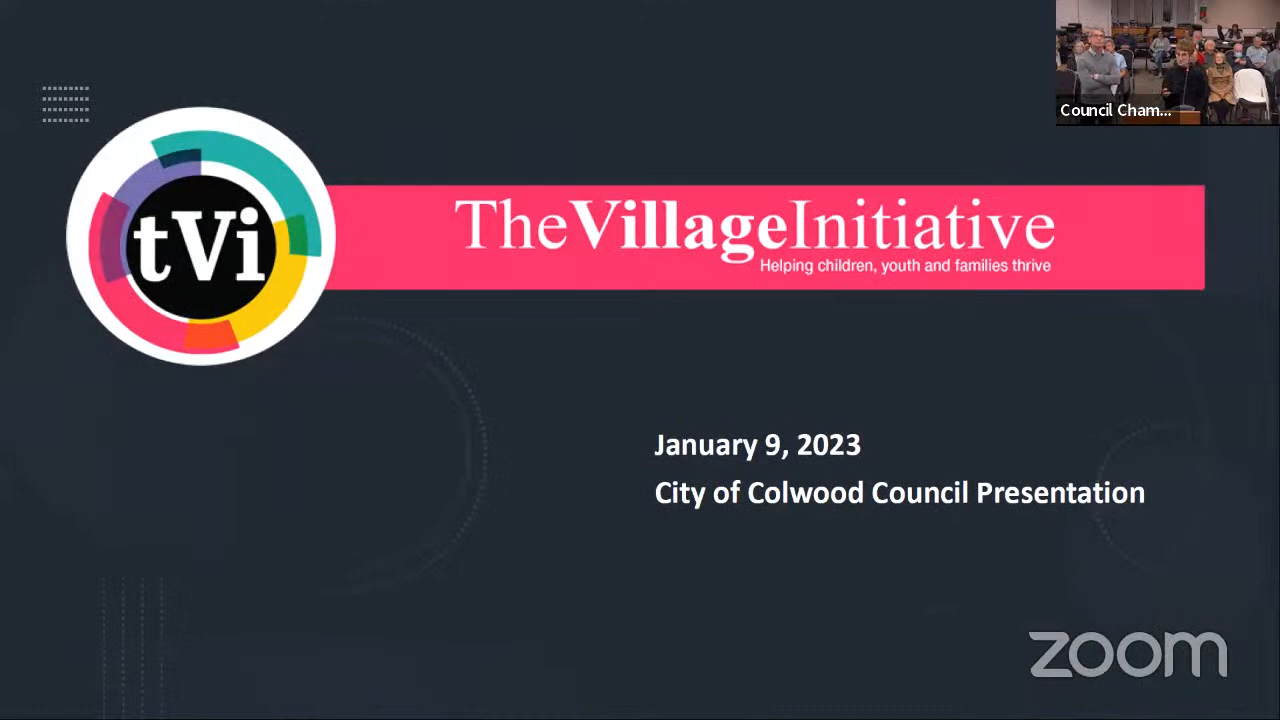 Council Cham...
tVi
TheVillageInitiative
Helping children, youth and families thrive
January 9, 2023
City of Colwood Council Presentation
zoom